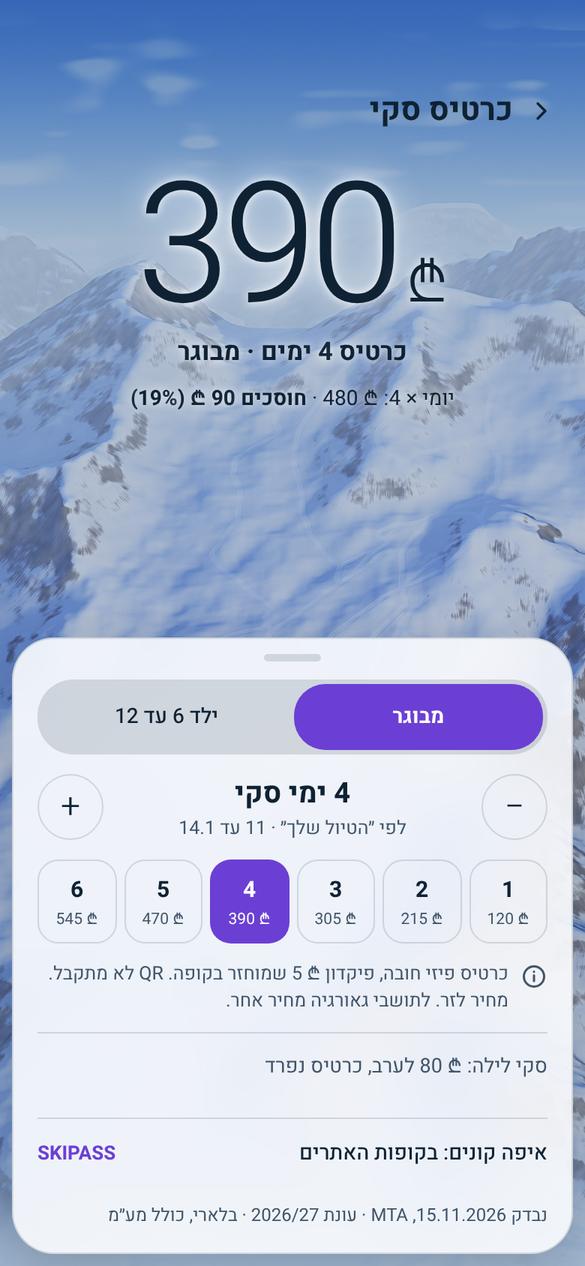 כרטיס סקי
390 ₾
כרטיס 4 ימים · מבוגר
יומי × 4: ₾ 480 · חוסכים ₾ 90 (19%)
מבוגר
ילד 6 עד 12
−
4 ימי סקי
+
לפי "הטיול שלך" · 11 עד 14.1
1 2 3 4 5 6
120 ₾ 215 ₾ 305 ₾ 390 ₾ 470 ₾ 545 ₾
כרטיס פיזי חובה, פיקדון ₾ 5 שמוחזר בקופה. QR לא מתקבל.
מחיר לזר. לתושבי גאורגיה מחיר אחר.
סקי לילה: ₾ 80 לערב, כרטיס נפרד
איפה קונים: בקופות האתרים
SKIPASS
נבדק 15.11.2026, MTA · עונת 2026/27 · בלארי, כולל מע"מ